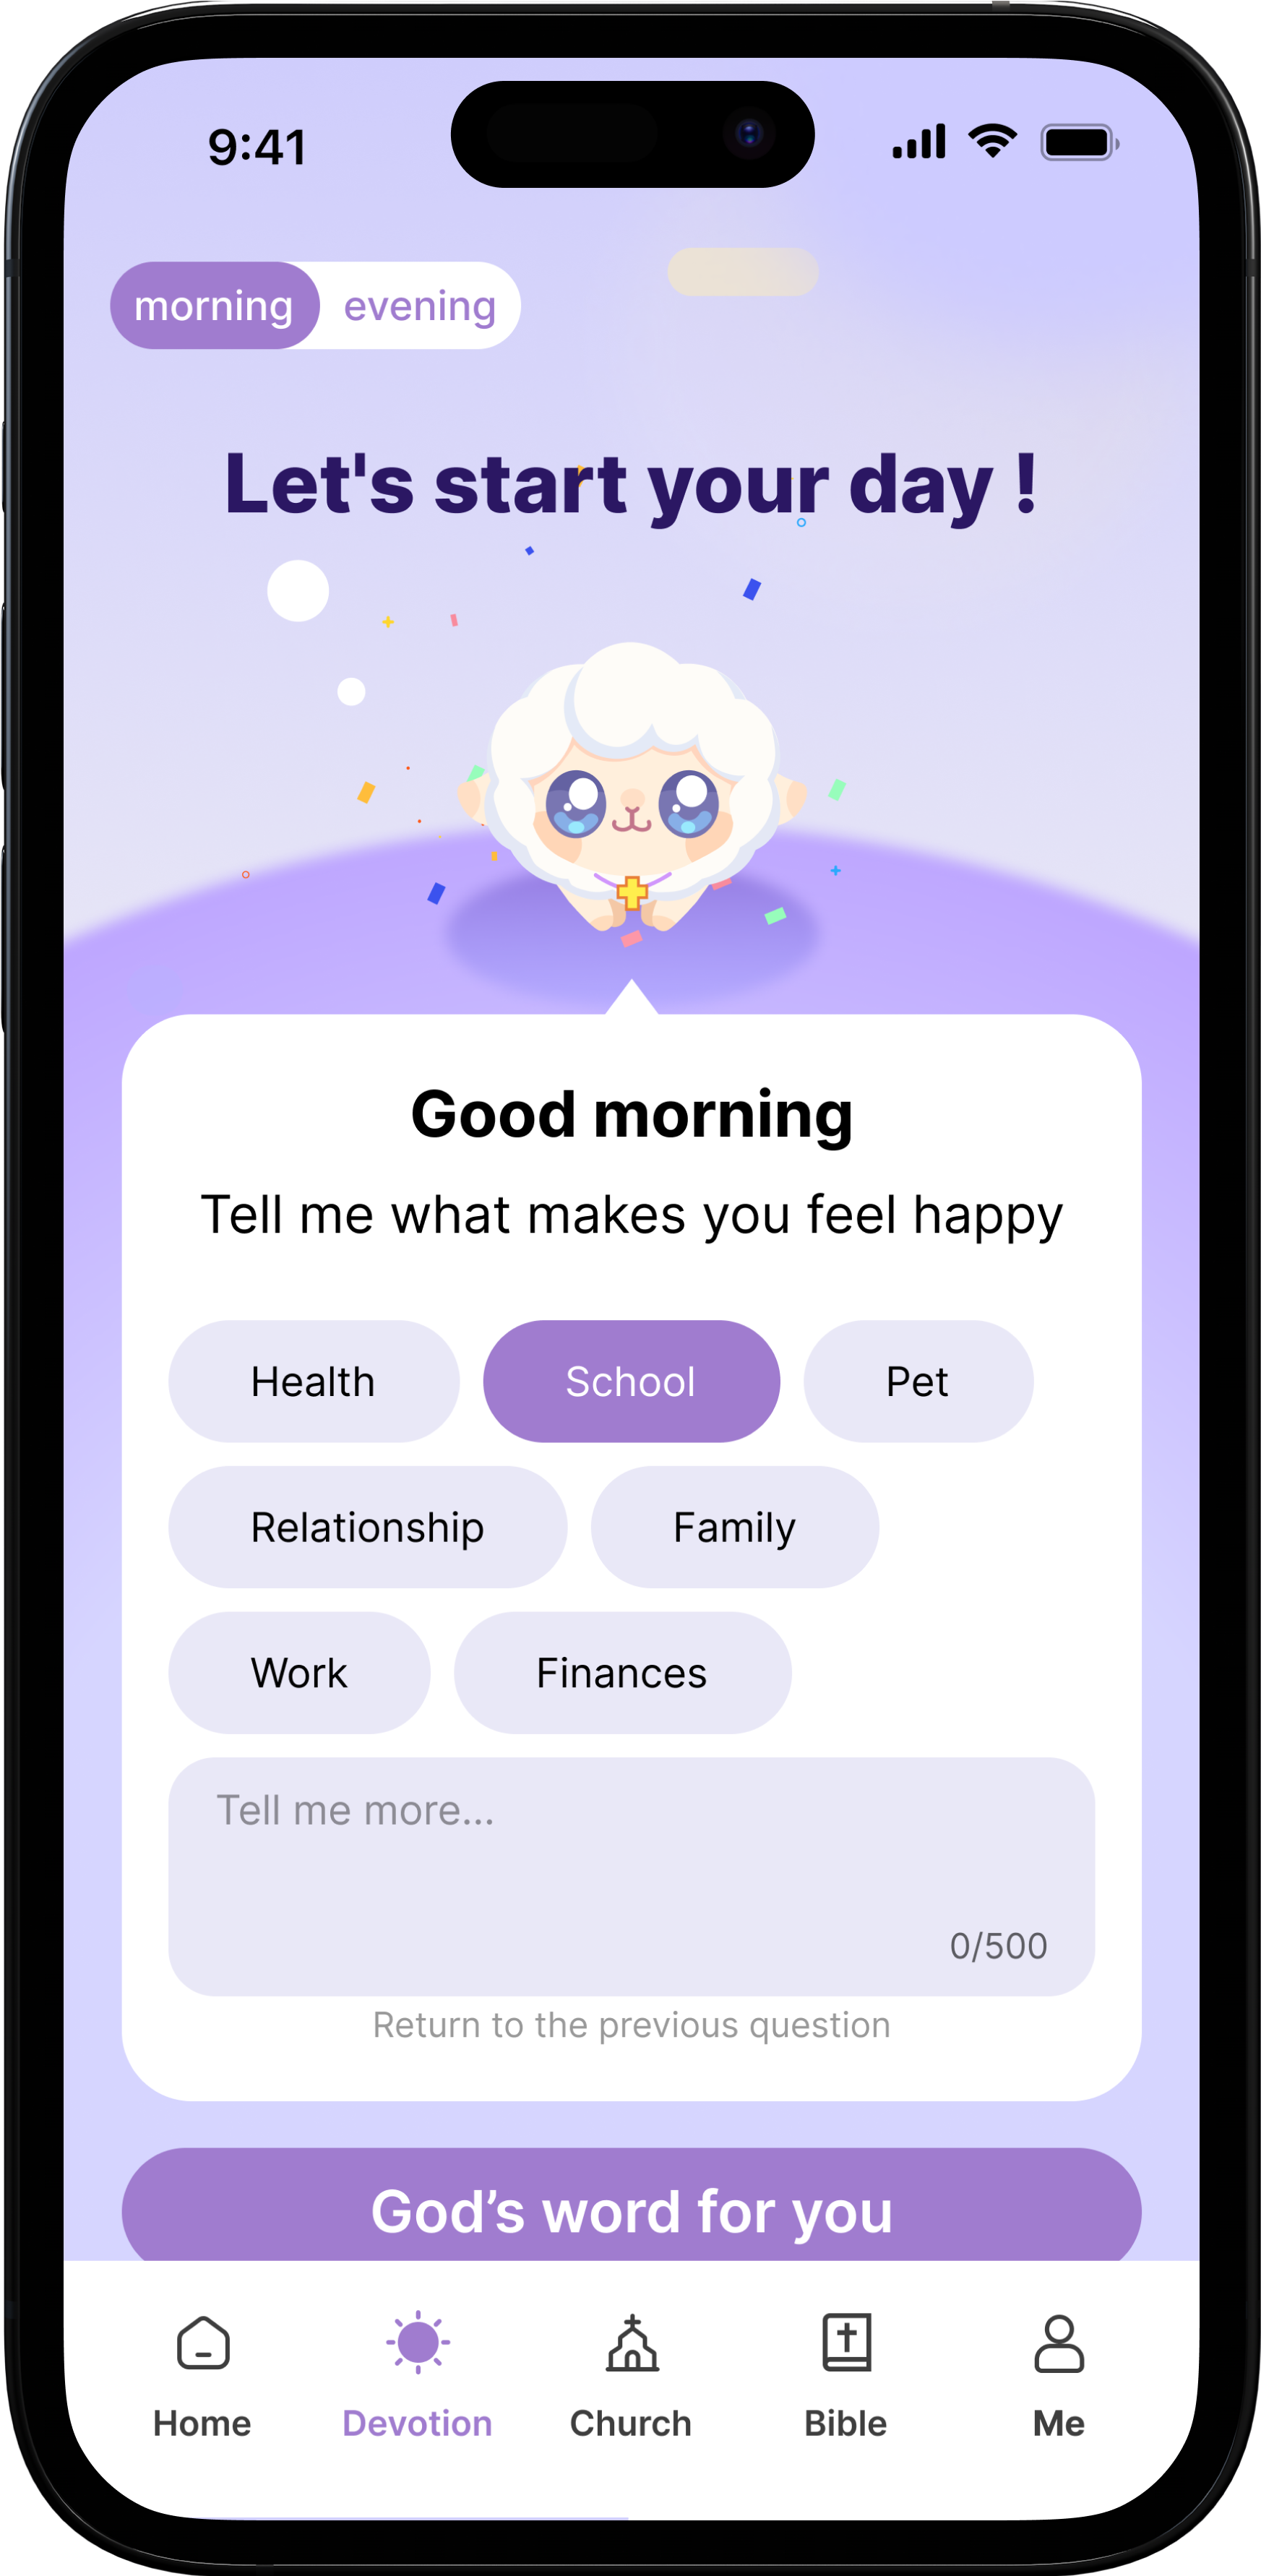 9:41
morning evening
Let's start your day !
Good morning
Tell me what makes you feel happy
Health School Pet
Relationship Family
Work Finances
Tell me more...
0/500
Return to the previous question
God’s word for you
Home Devotion Church Bible Me